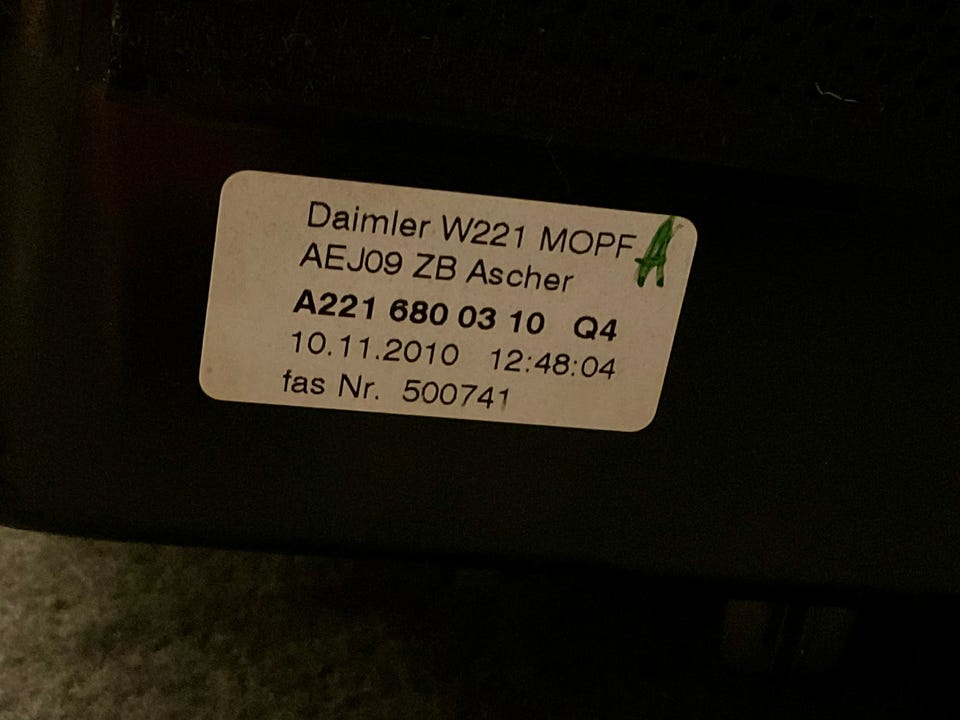 Daimler W221 MOPF A
AEJ09 ZB Ascher
A221 680 03 10 Q4
10.11.2010 12:48:04
fas Nr. 500741